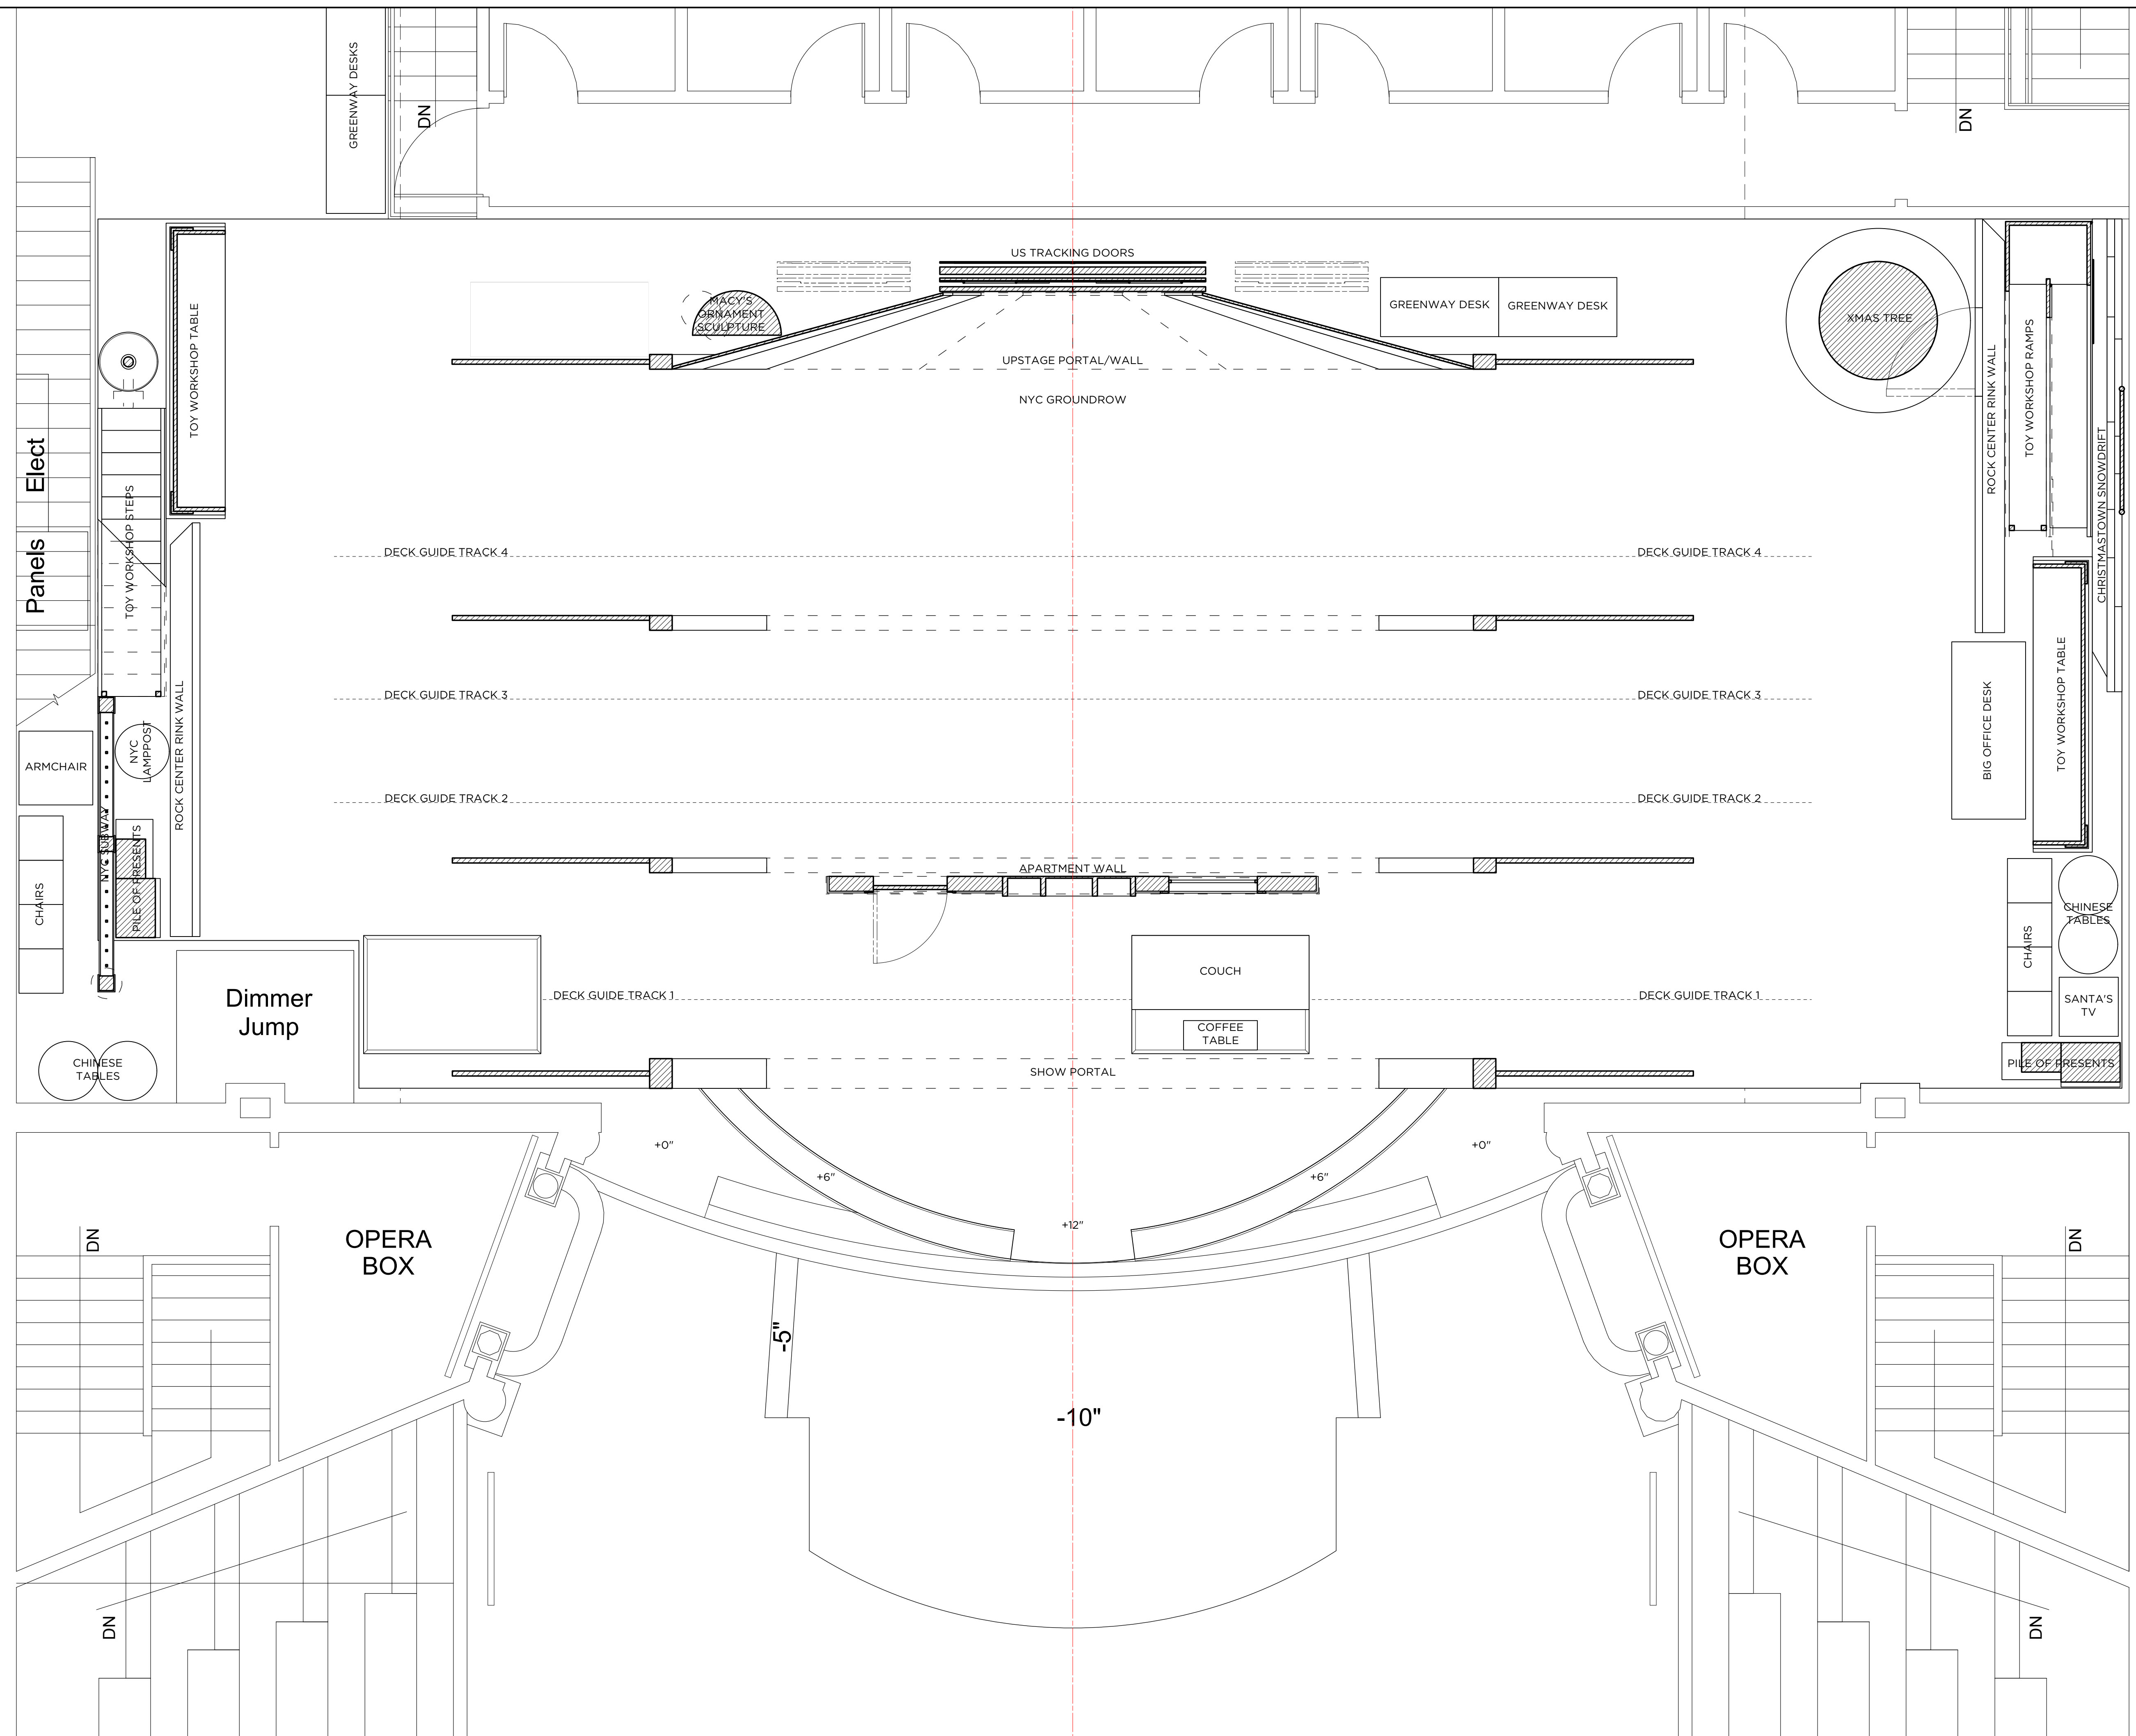 GREENWAY DESKS
DN
DN
US TRACKING DOORS
MACY'S
ORNAMENT
SCULPTURE
GREENWAY DESK
GREENWAY DESK
XMAS TREE
UPSTAGE PORTAL/WALL
NYC GROUNDROW
TOY WORKSHOP TABLE
ROCK CENTER RINK WALL
TOY WORKSHOP RAMPS
CHRISTMASTOWN SNOWDRIFT
Panels Elect
TOY WORKSHOP STEPS
DECK GUIDE TRACK 4
DECK GUIDE TRACK 4
DECK GUIDE TRACK 3
DECK GUIDE TRACK 3
ARMCHAIR
NYC
LAMPPOST
ROCK CENTER RINK WALL
BIG OFFICE DESK
TOY WORKSHOP TABLE
DECK GUIDE TRACK 2
DECK GUIDE TRACK 2
NYC SUBWAY
PILE OF PRESENTS
CHAIRS
APARTMENT WALL
CHINESE
TABLES
CHAIRS
COUCH
Dimmer
Jump
DECK GUIDE TRACK 1
DECK GUIDE TRACK 1
SANTA'S
TV
COFFEE
TABLE
CHINESE
TABLES
SHOW PORTAL
PILE OF PRESENTS
+0"
+0"
+6"
+6"
+12"
DN
OPERA
BOX
OPERA
BOX
DN
-5"
-10"
DN
DN